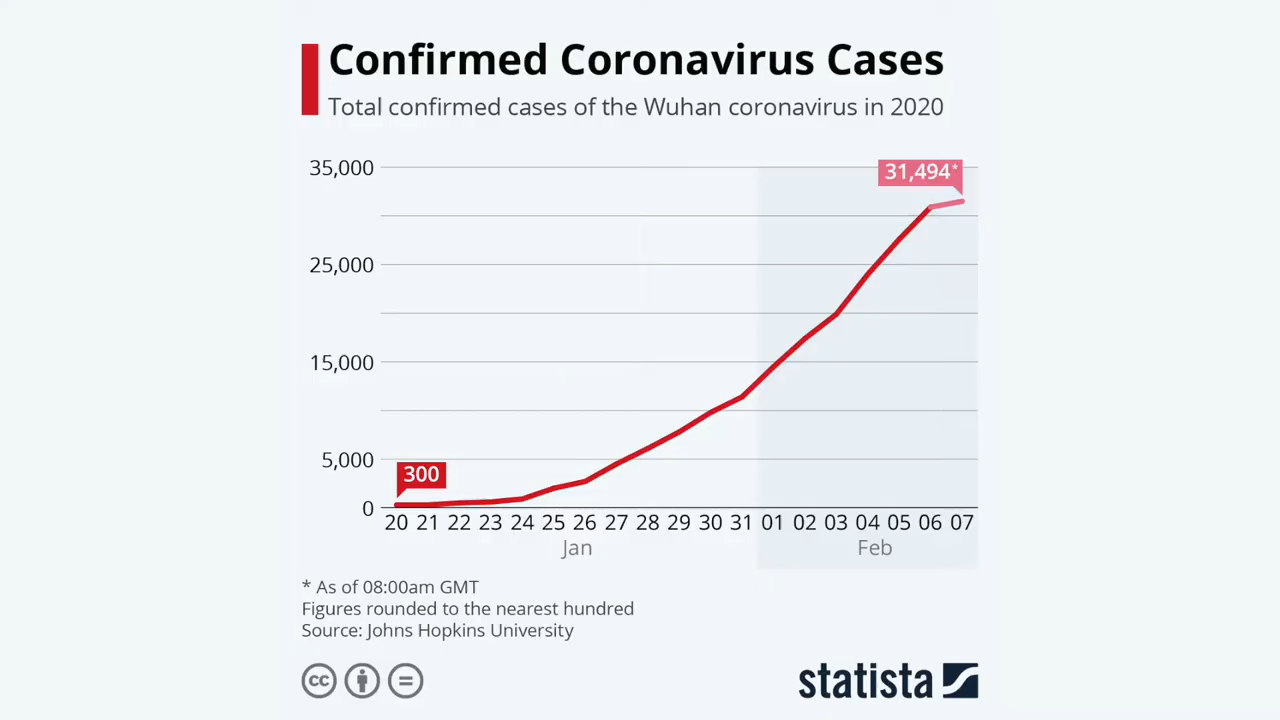 Confirmed Coronavirus Cases
Total confirmed cases of the Wuhan coronavirus in 2020
35,000
31,494*
25,000
15,000
5,000
300
0
20 21 22 23 24 25 26 27 28 29 30 31 01 02 03 04 05 06 07
Jan Feb
* As of 08:00am GMT
Figures rounded to the nearest hundred
Source: Johns Hopkins University
cc =
statista